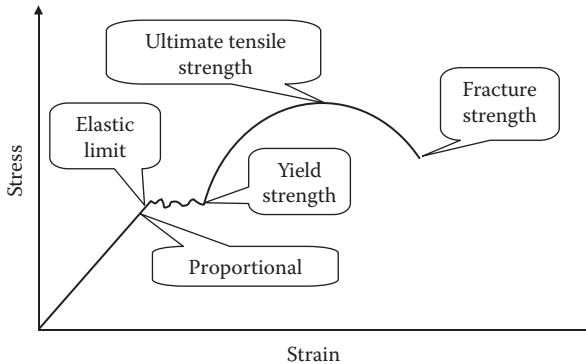 Ultimate tensile
strength
Fracture
strength
Elastic
limit
Yield
strength
Proportional
Stress
Strain